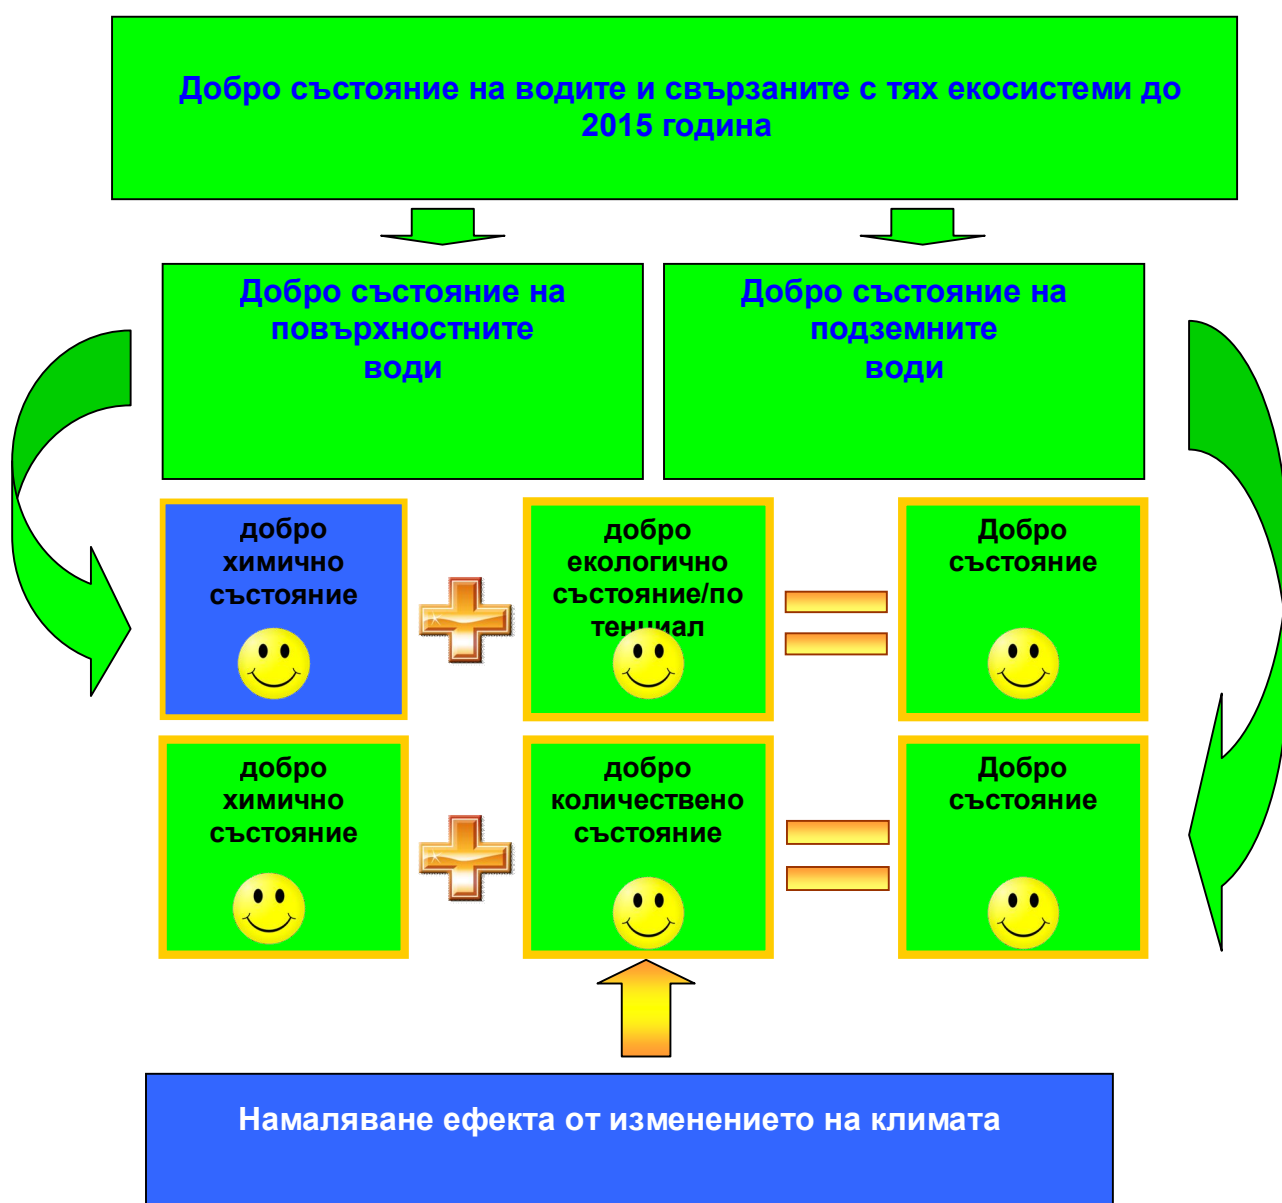 Добро състояние на водите и свързаните с тях екосистеми до
2015 година
Добро състояние на
повърхностните
води
Добро състояние на
подземните
води
добро
химично
състояние
добро
екологично
състояние/по
тенциал
Добро
състояние
добро
химично
състояние
добро
количествено
състояние
Добро
състояние
Намаляване ефекта от изменението на климата